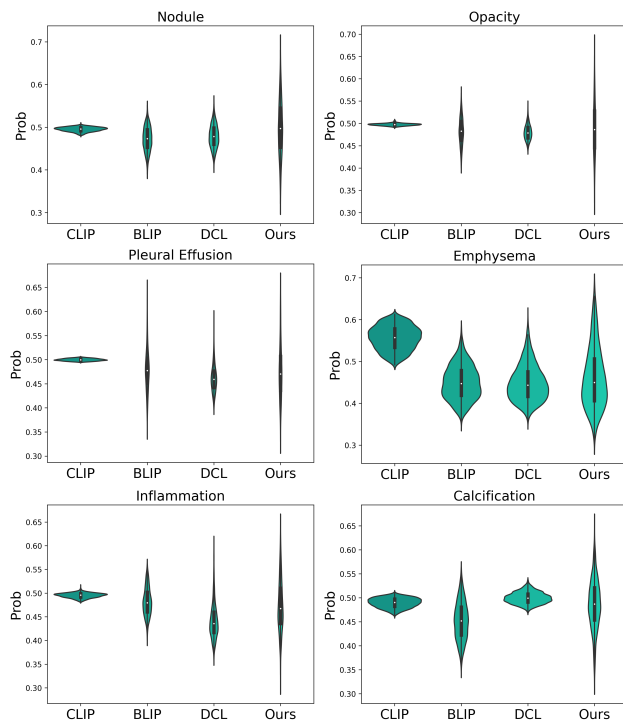 Nodule
Prob
0.7
0.6
0.5
0.4
0.3
CLIP BLIP DCL Ours
Opacity
Prob
0.70
0.65
0.60
0.55
0.50
0.45
0.40
0.35
0.30
CLIP BLIP DCL Ours
Pleural Effusion
Prob
0.65
0.60
0.55
0.50
0.45
0.40
0.35
0.30
CLIP BLIP DCL Ours
Emphysema
Prob
0.7
0.6
0.5
0.4
0.3
CLIP BLIP DCL Ours
Inflammation
Prob
0.65
0.60
0.55
0.50
0.45
0.40
0.35
0.30
CLIP BLIP DCL Ours
Calcification
Prob
0.65
0.60
0.55
0.50
0.45
0.40
0.35
0.30
CLIP BLIP DCL Ours